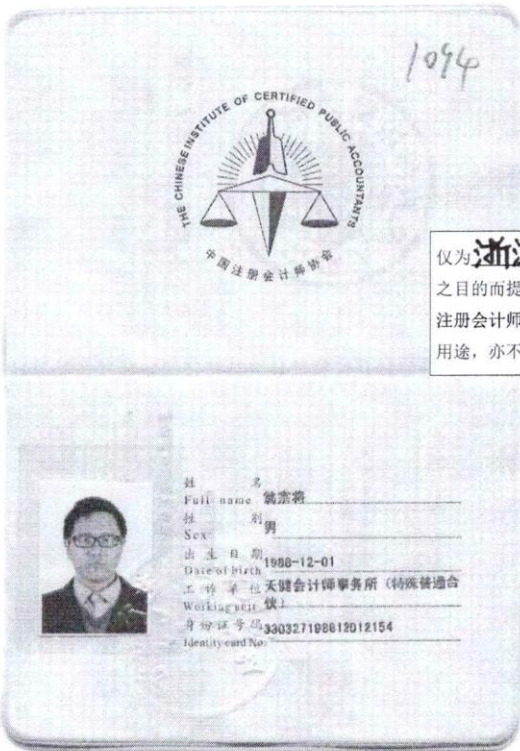 1094
THE CHINESE INSTITUTE OF CERTIFIED PUBLIC ACCOUNTANTS
中国注册会计师协会
仅为浙
之目的而提
注册会计师
用途，亦不
姓 名
Full name 宗将
性 别 男
Sex
出生日期 1988-12-01
Date of birth
工作单位 天健会计师事务所（特殊普通合
Working unit 伙）
身份证号码 330327198812012154
Identity card No.